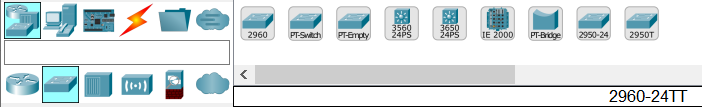 2960
PT-Switch
PT-Empty
3560
24PS
3650
24PS
IE 2000
PT-Bridge
2950-24
2950T
2960-24TT